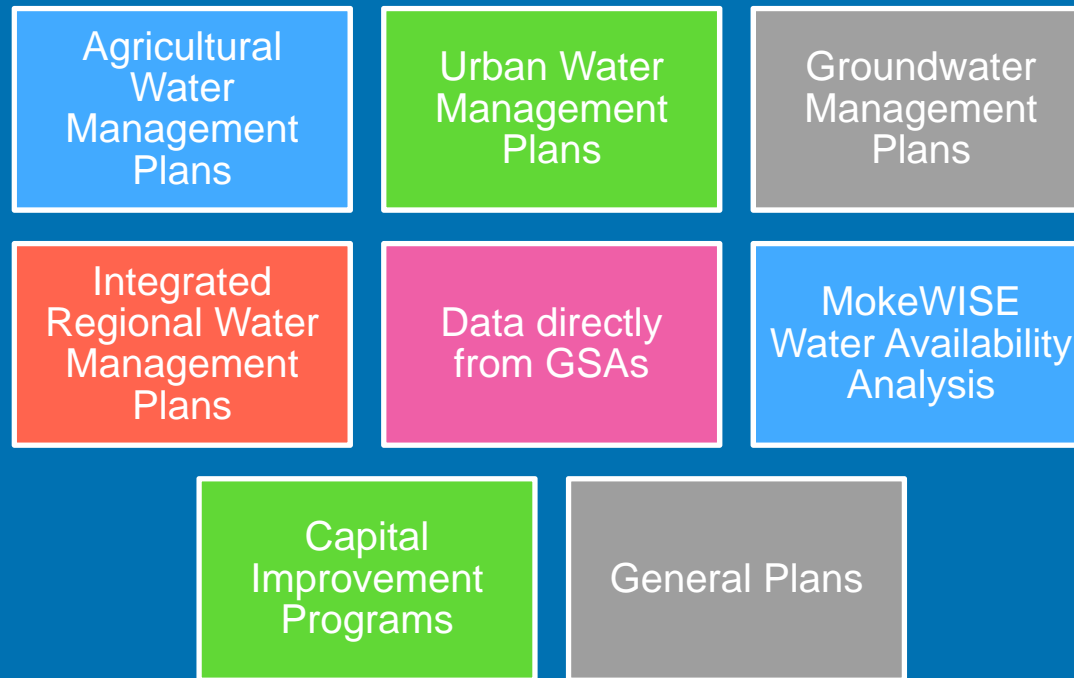 Agricultural
Water
Management
Plans
Urban Water
Management
Plans
Groundwater
Management
Plans
Integrated
Regional Water
Management
Plans
Data directly
from GSAs
MokeWISE
Water Availability
Analysis
Capital
Improvement
Programs
General Plans